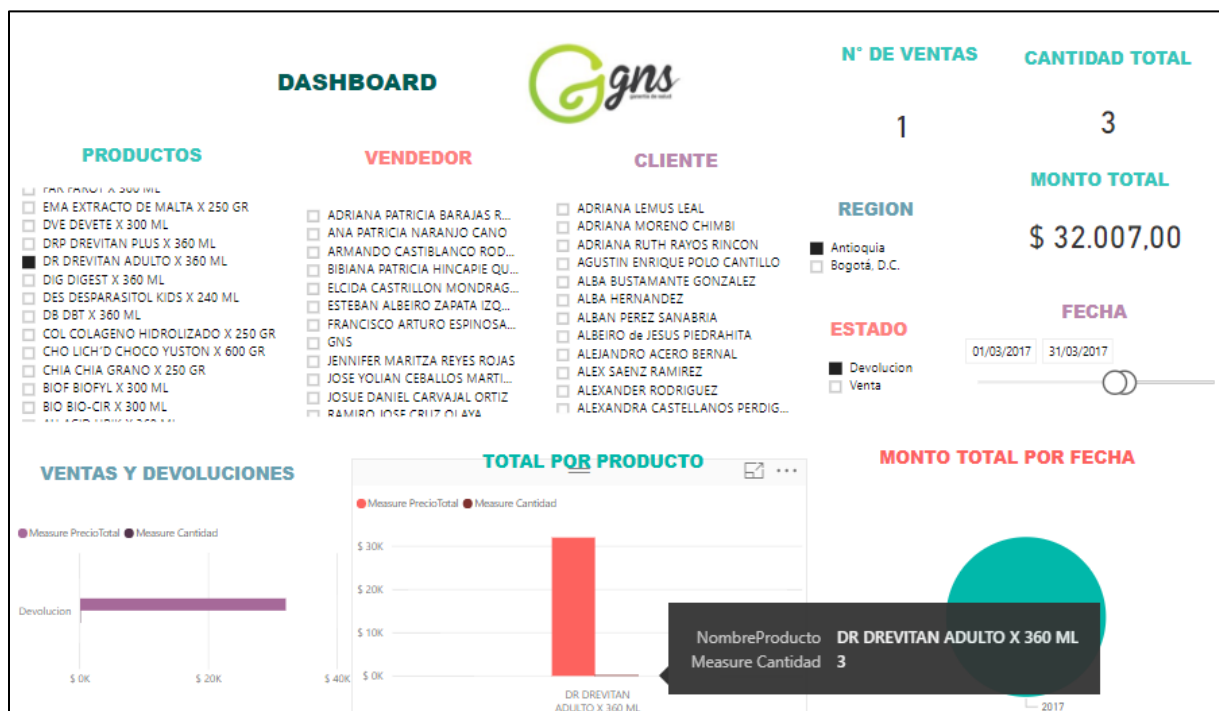 DASHBOARD
gns
garantia de salud
N° DE VENTAS
CANTIDAD TOTAL
1
3
PRODUCTOS
VENDEDOR
CLIENTE
MONTO TOTAL
$ 32.007,00
EMA EXTRACTO DE MALTA X 250 GR
DVE DEVETE X 300 ML
DRP DREVITAN PLUS X 360 ML
DR DREVITAN ADULTO X 360 ML
DIG DIGEST X 360 ML
DES DESPARASITOL KIDS X 240 ML
DB DBT X 360 ML
COL COLAGENO HIDROLIZADO X 250 GR
CHO LICH'D CHOCO YUSTON X 600 GR
CHIA CHIA GRANO X 250 GR
BIOF BIOFYL X 300 ML
BIO BIO-CIR X 300 ML
ADRIANA PATRICIA BARAJAS R...
ANA PATRICIA NARANJO CANO
ARMANDO CASTIBLANCO ROD...
BIBIANA PATRICIA HINCAPIE QU...
ELCIDA CASTRILLON MONDRAG...
ESTEBAN ALBEIRO ZAPATA IZQ...
FRANCISCO ARTURO ESPINOSA...
GNS
JENNIFER MARITZA REYES ROJAS
JOSE YOLIAN CEBALLOS MARTI...
JOSUE DANIEL CARVAJAL ORTIZ
RAMIRO JOSE CRUZ OLAYA
ADRIANA LEMUS LEAL
ADRIANA MORENO CHIMBI
ADRIANA RUTH RAYOS RINCON
AGUSTIN ENRIQUE POLO CANTILLO
ALBA BUSTAMANTE GONZALEZ
ALBA HERNANDEZ
ALBAN PEREZ SANABRIA
ALBEIRO de JESUS PIEDRAHITA
ALEJANDRO ACERO BERNAL
ALEX SAENZ RAMIREZ
ALEXANDER RODRIGUEZ
ALEXANDRA CASTELLANOS PERDIG...
REGION
Antioquia
Bogotá, D.C.
ESTADO
Devolucion
Venta
FECHA
01/03/2017 31/03/2017
VENTAS Y DEVOLUCIONES
Measure PrecioTotal Measure Cantidad
Devolucion
$ 0K $ 20K $ 40K
TOTAL POR PRODUCTO
Measure PrecioTotal Measure Cantidad
$ 30K
$ 20K
$ 10K
$ 0K
DR DREVITAN
ADULTO X 360 ML
NombreProducto DR DREVITAN ADULTO X 360 ML
Measure Cantidad 3
MONTO TOTAL POR FECHA
2017